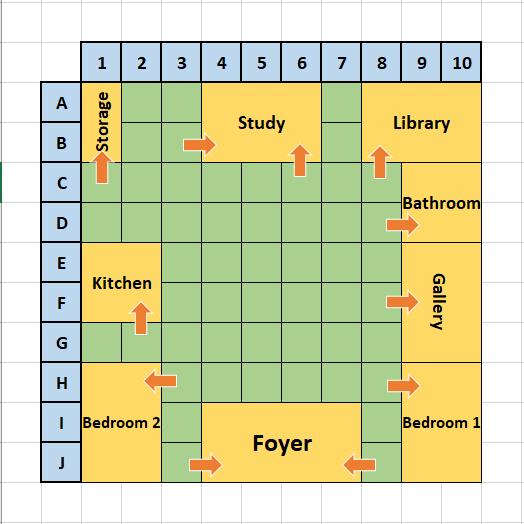 1 2 3 4 5 6 7 8 9 10
A
Storage
Study
Library
B
C
Bathroom
D
E
Kitchen
Gallery
F
G
H
Bedroom 2
Foyer
Bedroom 1
I
J